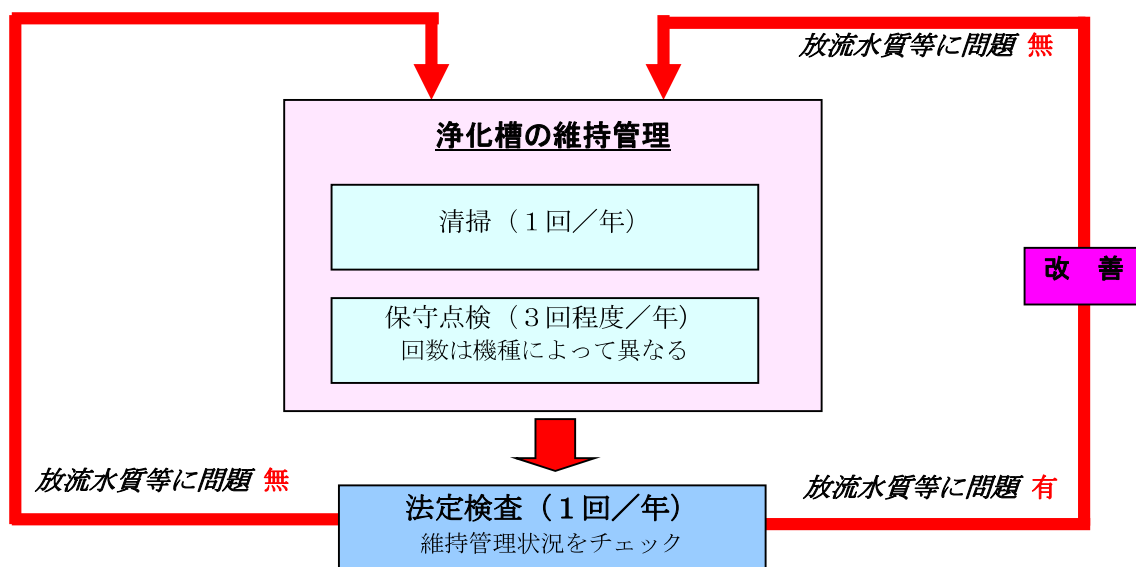 放流水質等に問題 無
浄化槽の維持管理
清掃（１回／年）
改　善
保守点検（３回程度／年）
回数は機種によって異なる
放流水質等に問題 無
放流水質等に問題 有
法定検査（１回／年）
維持管理状況をチェック